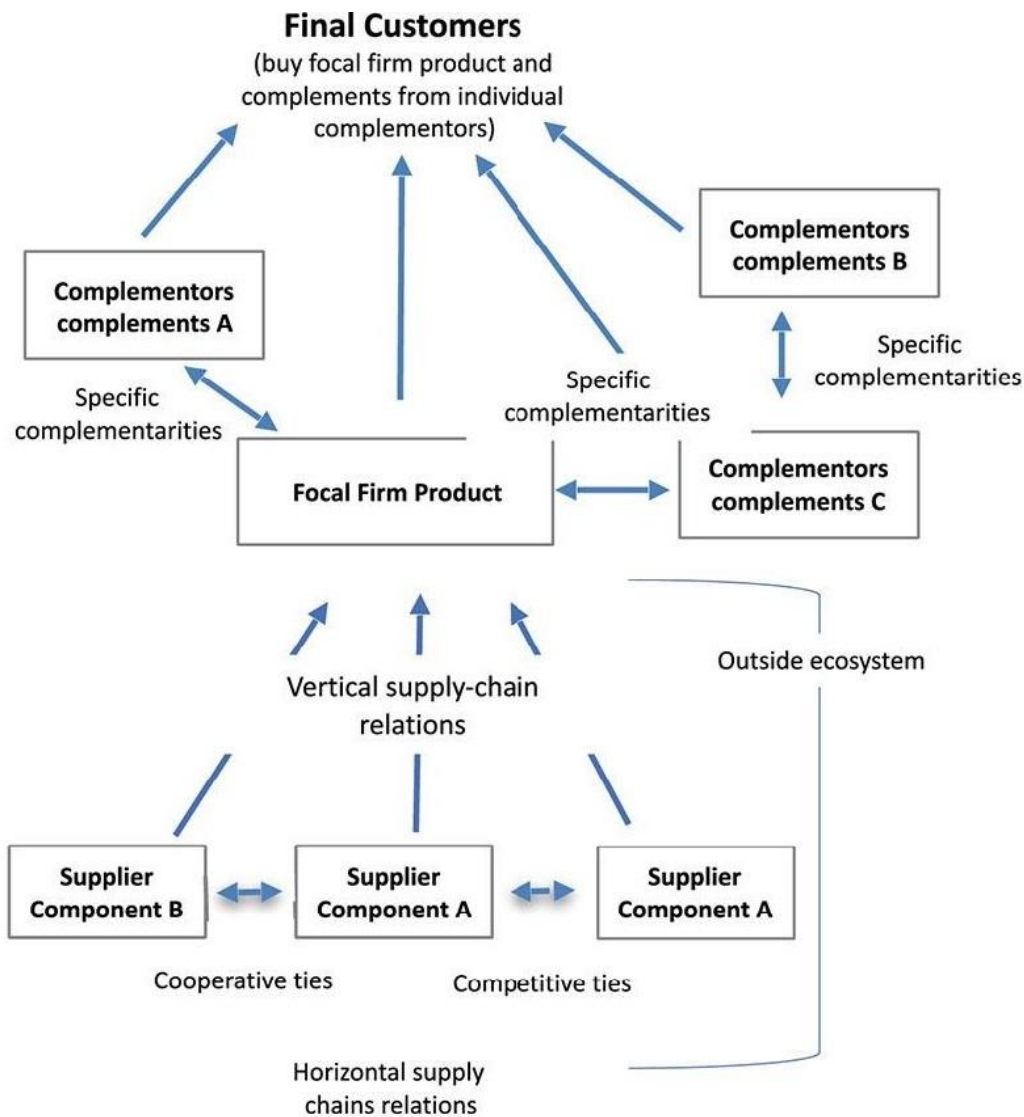 Final Customers
(buy focal firm product and
complements from individual
complementors)
Complementors
complements B
Complementors
complements A
Specific
complementarities
Specific
complementarities
Specific
complementarities
Focal Firm Product
Complementors
complements C
Outside ecosystem
Vertical supply-chain
relations
Supplier
Component B
Supplier
Component A
Supplier
Component A
Cooperative ties
Competitive ties
Horizontal supply
chains relations